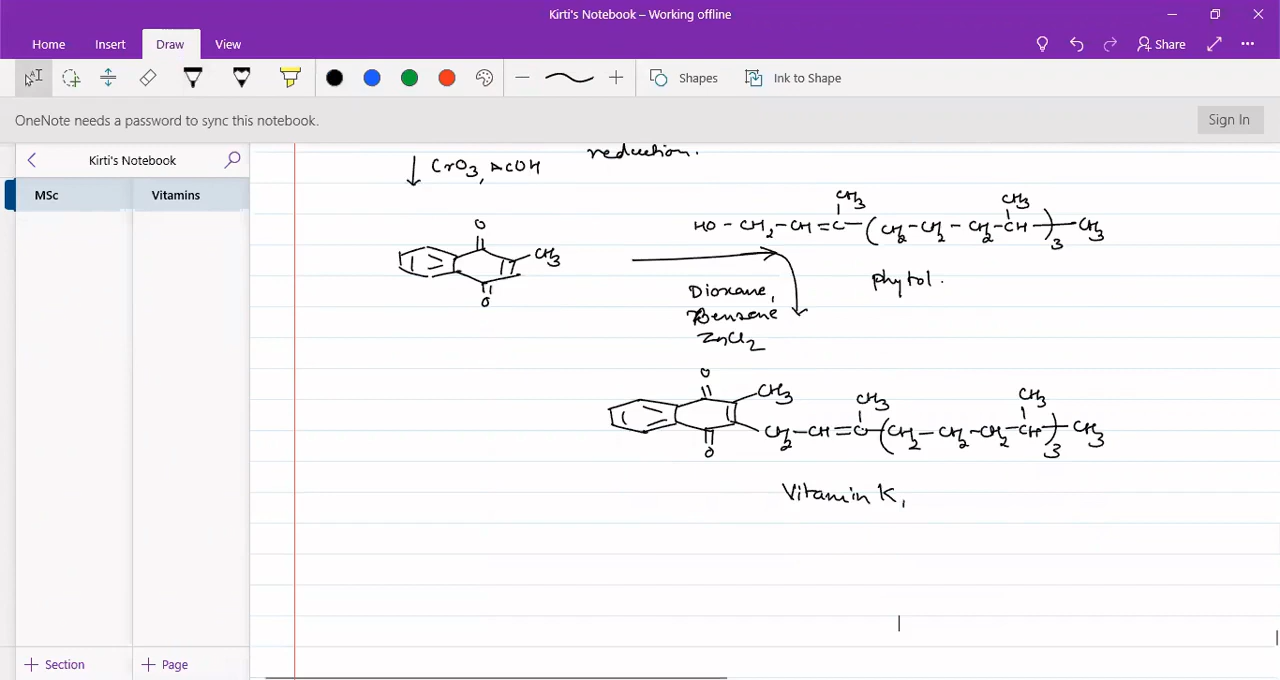 Kirti's Notebook – Working offline
Home Insert Draw View
Share
Shapes Ink to Shape
OneNote needs a password to sync this notebook.
Sign In
Kirti's Notebook
MSc Vitamins
reduction.
CrO3, AcOH
CH3 CH3
HO - CH2 - CH = C - (CH2 - CH2 - CH2 - CH)3 - CH3
O
CH3
O
Dioxane,
Benzene
ZnCl2
phytol.
O
CH3 CH3 CH3
CH2 - CH = C - (CH2 - CH2 - CH2 - CH)3 - CH3
O
Vitamin K1
+ Section + Page